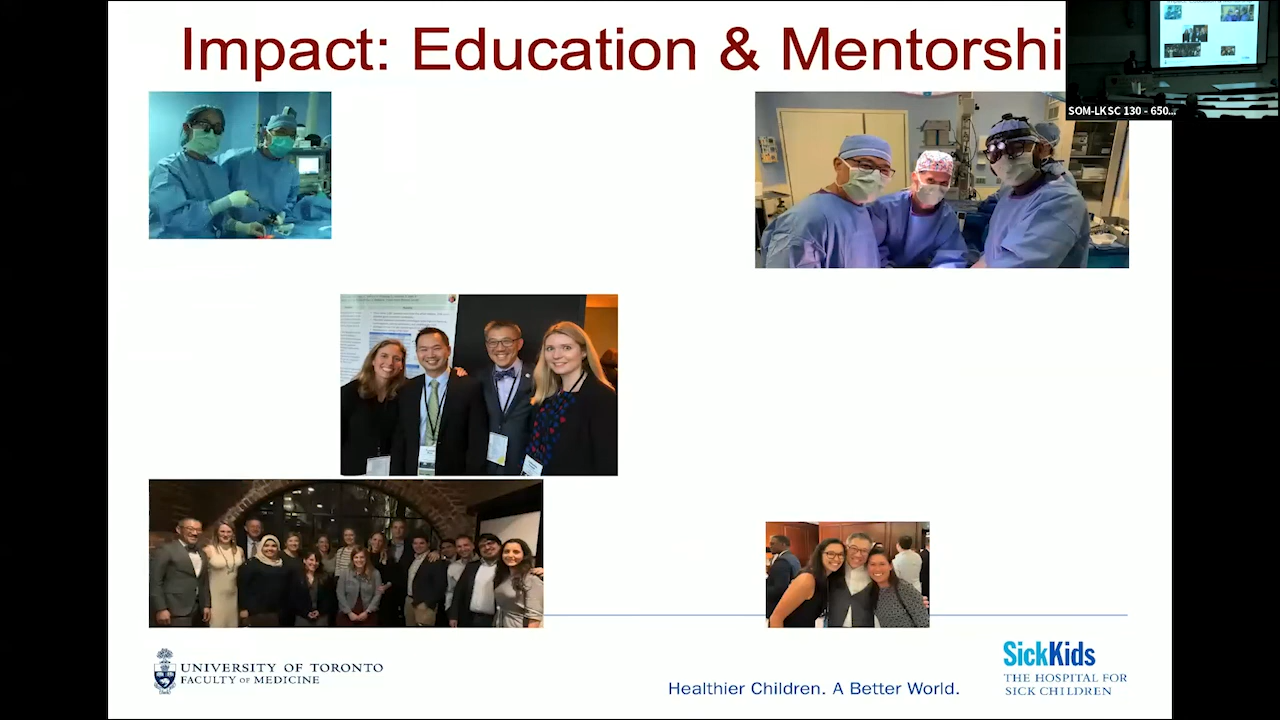 Impact: Education & Mentorshi
SOM-LKSC 130 - 650...
UNIVERSITY OF TORONTO
FACULTY OF MEDICINE
Healthier Children. A Better World.
SickKids
THE HOSPITAL FOR
SICK CHILDREN